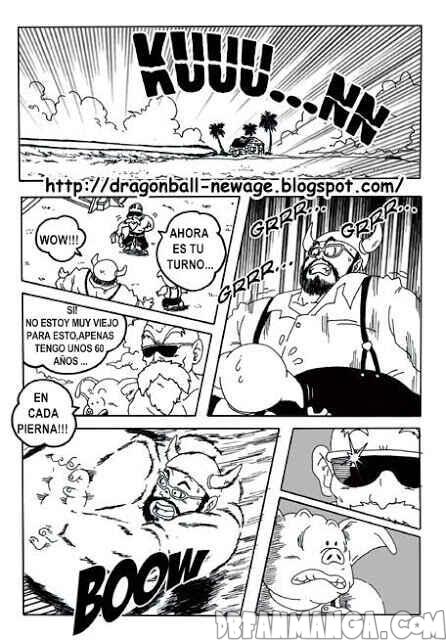 KUUU...NN
http://dragonball-newage.blogspot.com/
WOW!!!
AHORA
ES TU
TURNO...
GRRR...
GRRR...
GRRR...
SI!
NO ESTOY MUY VIEJO
PARA ESTO,APENAS
TENGO UNOS 60
AÑOS ...
EN
CADA
PIERNA!!!
BOOW
DBFANMANGA.COM